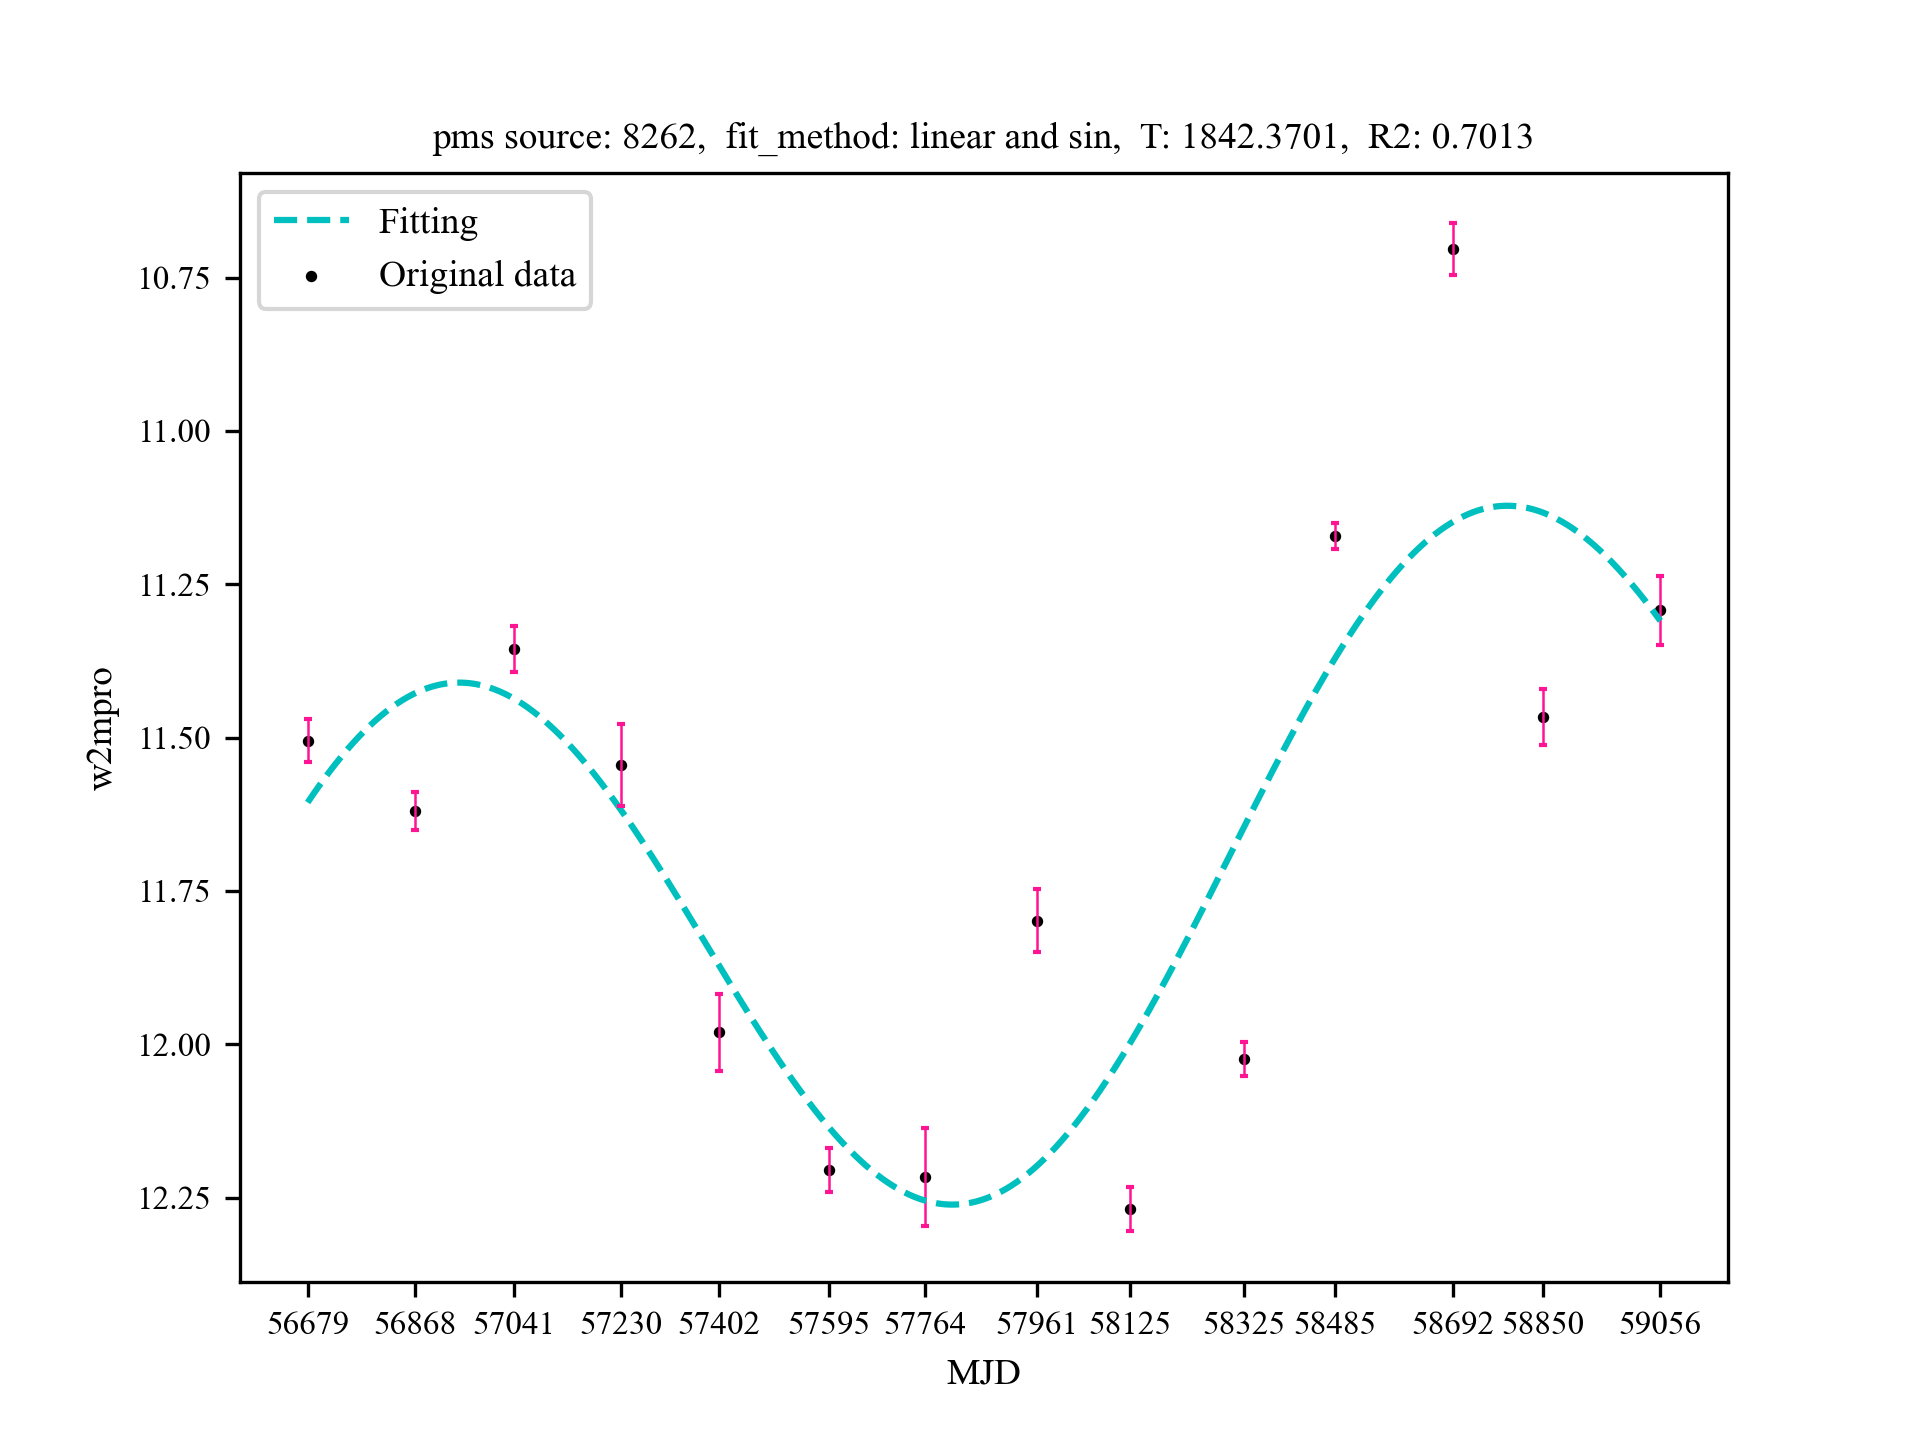 pms source: 8262,  fit_method: linear and sin,  T: 1842.3701,  R2: 0.7013
Fitting
Original data
10.75
11.00
11.25
11.50
11.75
12.00
12.25
w2mpro
56679 56868 57041 57230 57402 57595 57764 57961 58125 58325 58485 58692 58850 59056
MJD